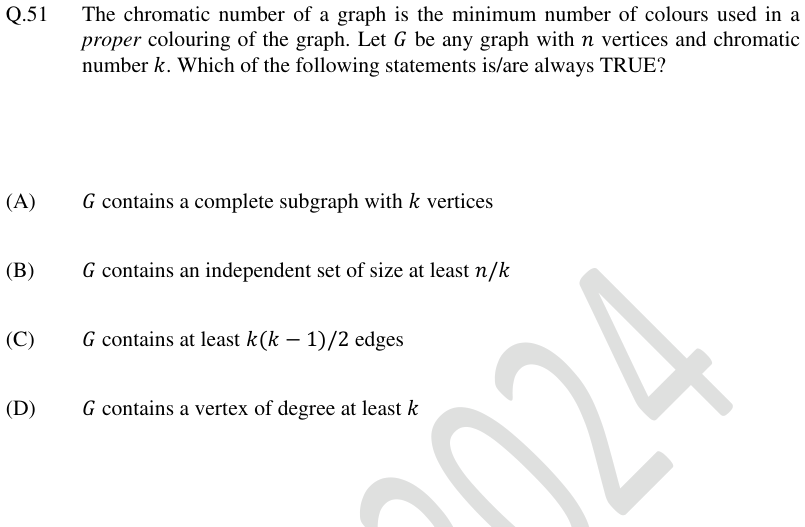 Q.51 The chromatic number of a graph is the minimum number of colours used in a
proper colouring of the graph. Let G be any graph with n vertices and chromatic
number k. Which of the following statements is/are always TRUE?
(A) G contains a complete subgraph with k vertices
(B) G contains an independent set of size at least n/k
(C) G contains at least k(k − 1)/2 edges
(D) G contains a vertex of degree at least k
2024